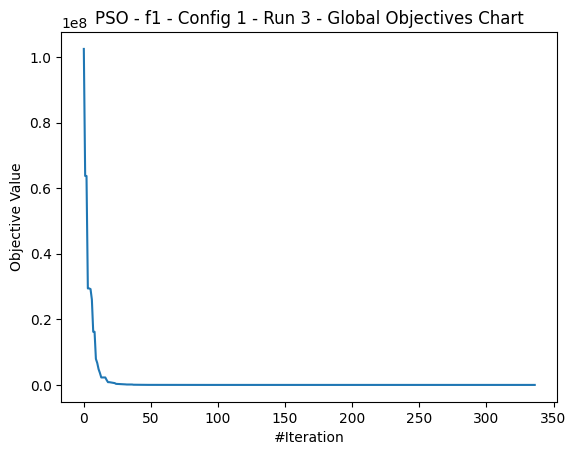 PSO - f1 - Config 1 - Run 3 - Global Objectives Chart
1e8
1.0
0.8
0.6
0.4
0.2
0.0
Objective Value
0 50 100 150 200 250 300 350
#Iteration